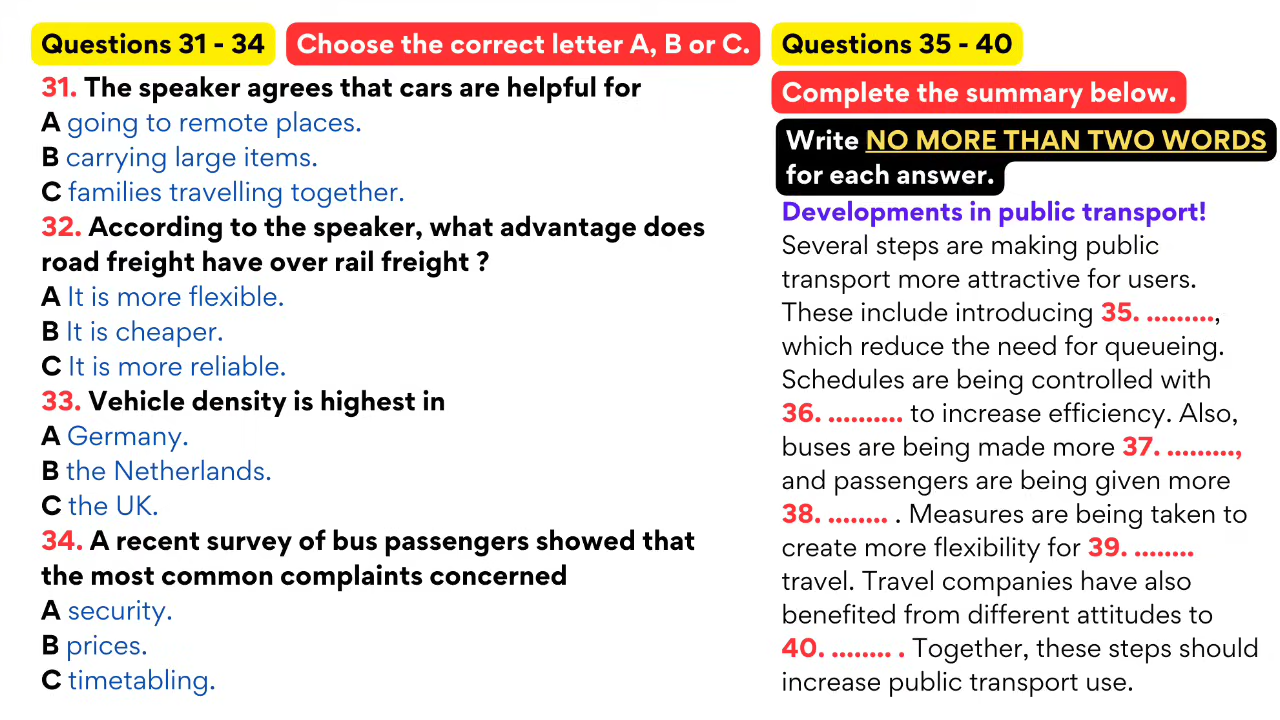 Questions 31 - 34
Choose the correct letter A, B or C.
31. The speaker agrees that cars are helpful for
A going to remote places.
B carrying large items.
C families travelling together.
32. According to the speaker, what advantage does
road freight have over rail freight ?
A It is more flexible.
B It is cheaper.
C It is more reliable.
33. Vehicle density is highest in
A Germany.
B the Netherlands.
C the UK.
34. A recent survey of bus passengers showed that
the most common complaints concerned
A security.
B prices.
C timetabling.
Questions 35 - 40
Complete the summary below.
Write NO MORE THAN TWO WORDS
for each answer.
Developments in public transport!
Several steps are making public
transport more attractive for users.
These include introducing 35. .........,
which reduce the need for queueing.
Schedules are being controlled with
36. .......... to increase efficiency. Also,
buses are being made more 37. .........,
and passengers are being given more
38. ........ . Measures are being taken to
create more flexibility for 39. ........
travel. Travel companies have also
benefited from different attitudes to
40. ........ . Together, these steps should
increase public transport use.